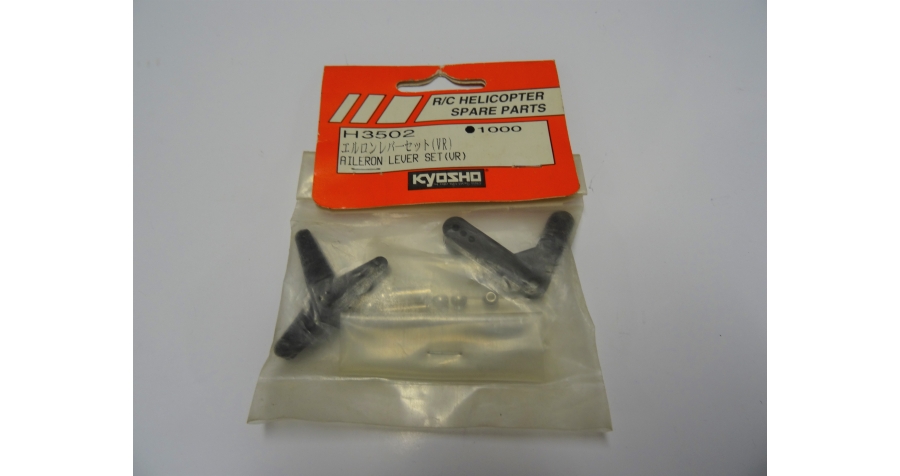 R/C HELICOPTER
SPARE PARTS
H3502 ●1000
エルロンレバーセット(VR)
AILERON LEVER SET(VR)
KYOSHO